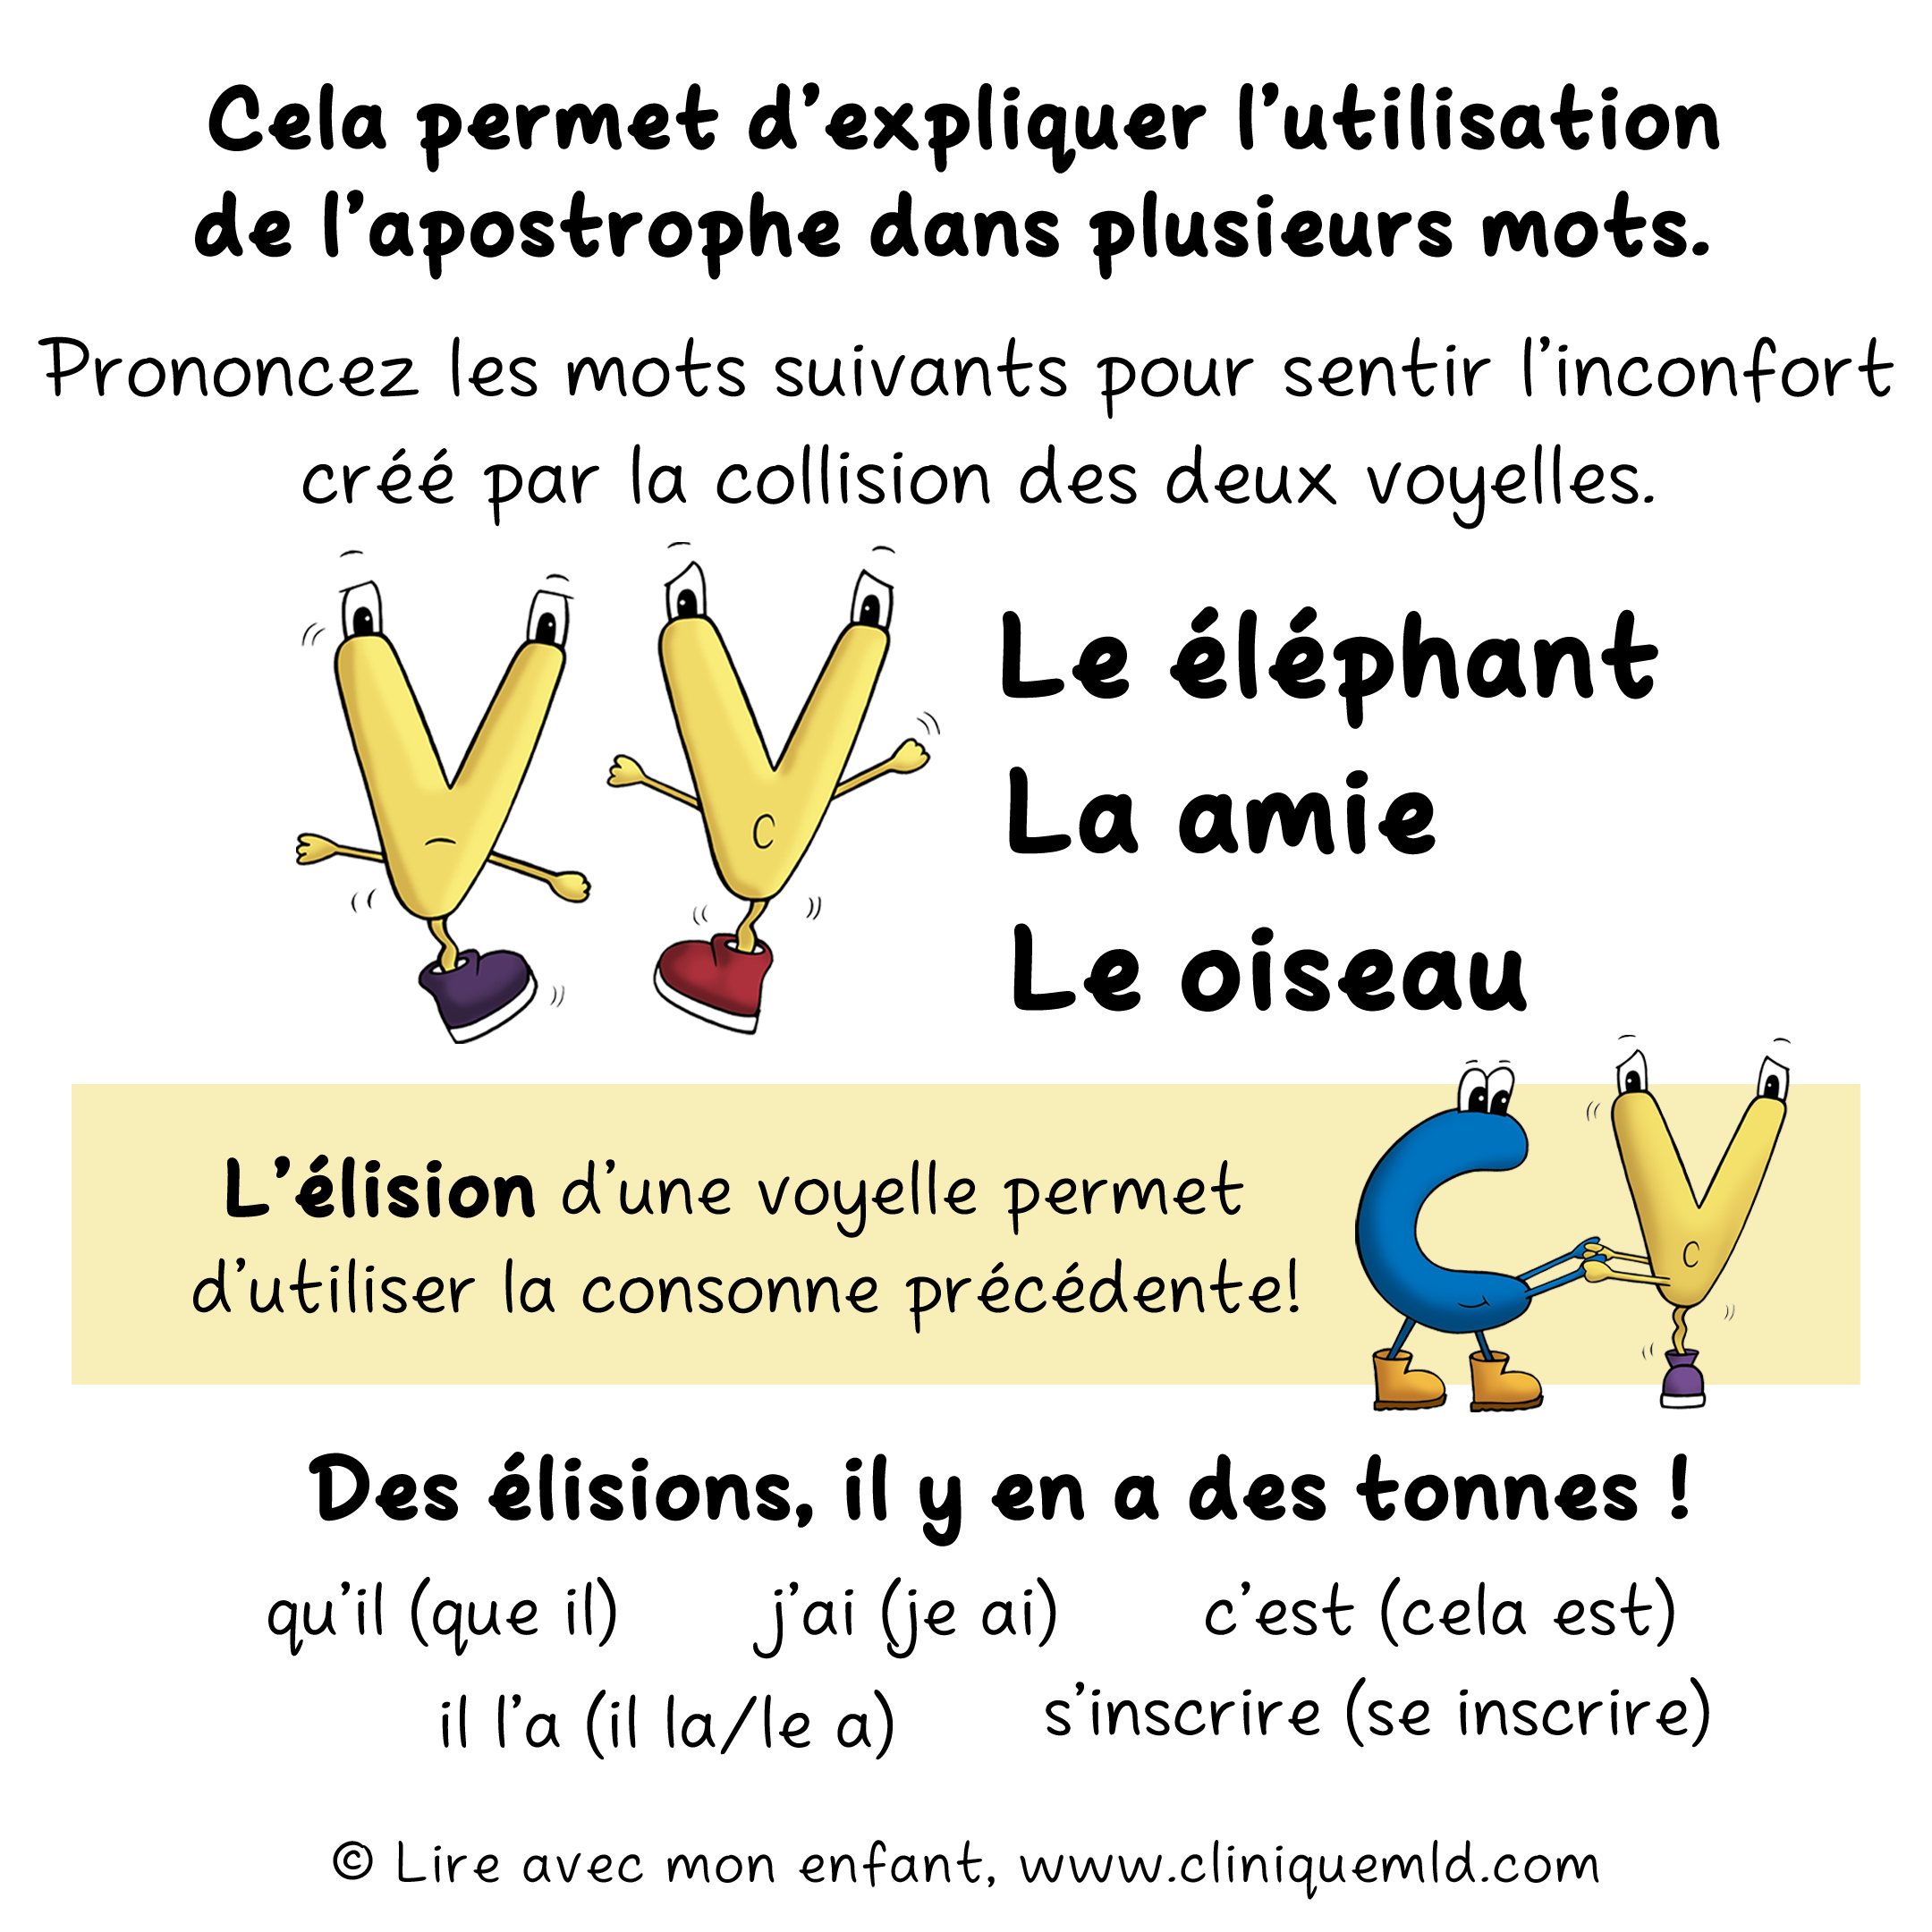 Cela permet d'expliquer l'utilisation
de l'apostrophe dans plusieurs mots.
Prononcez les mots suivants pour sentir l'inconfort
créé par la collision des deux voyelles.
Le éléphant
La amie
Le oiseau
L'élision d'une voyelle permet
d'utiliser la consonne précédente!
Des élisions, il y en a des tonnes !
qu'il (que il) j'ai (je ai) c'est (cela est)
il l'a (il la/le a) s'inscrire (se inscrire)
© Lire avec mon enfant, www.cliniquemld.com